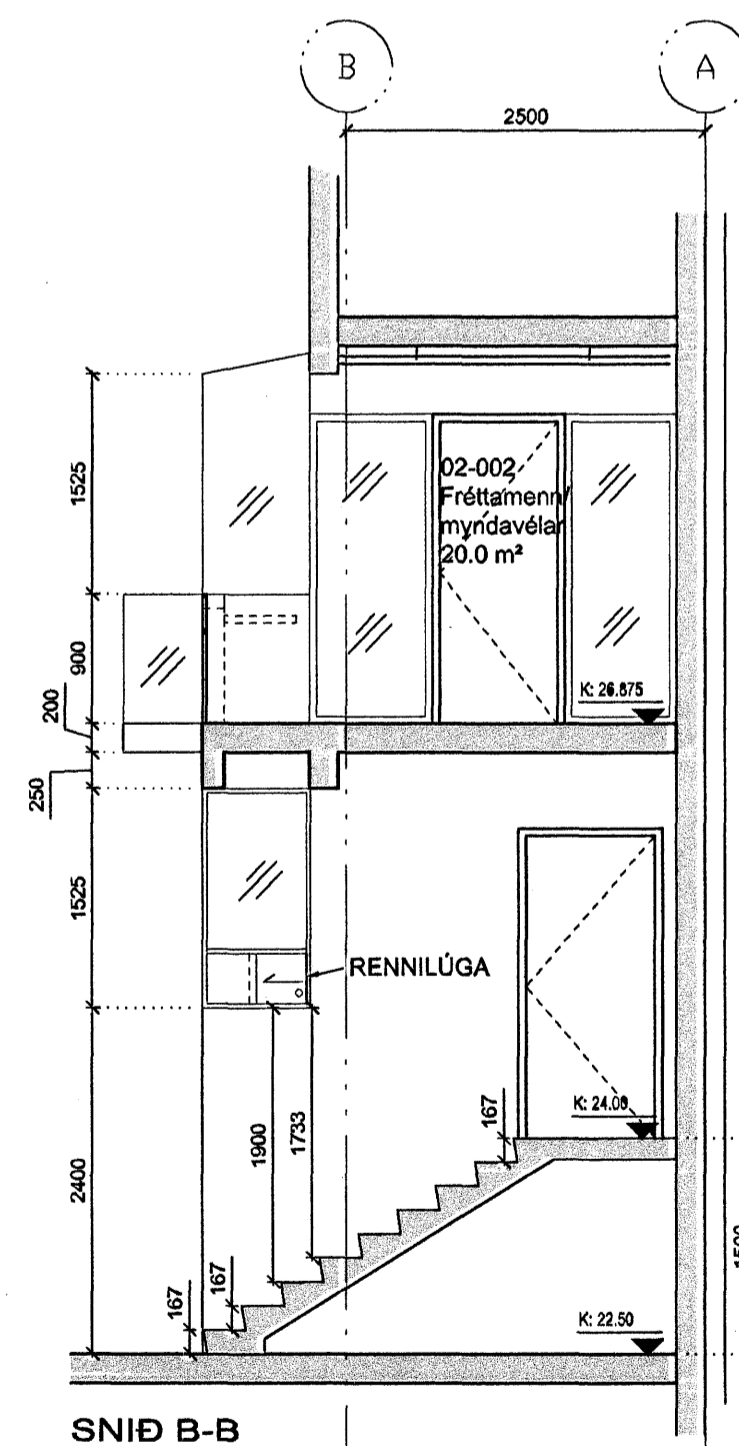 B
A
2500
1525
02-002
Fréttamenn/
myndavélar
20.0 m²
900
200
K: 26.875
250
1525
RENNILÚGA
167
K: 24.00
1900
1733
2400
1500
167
167
K: 22.50
SNIÐ B-B